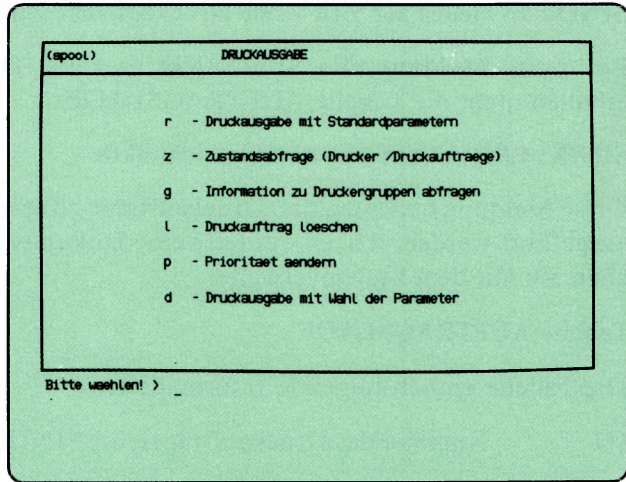 (spool) DRUCKAUSGABE
r - Druckausgabe mit Standardparametern
z - Zustandsabfrage (Drucker /Druckauftraege)
g - Information zu Druckergruppen abfragen
l - Druckauftrag loeschen
p - Prioritaet aendern
d - Druckausgabe mit Wahl der Parameter
Bitte waehlen! > _